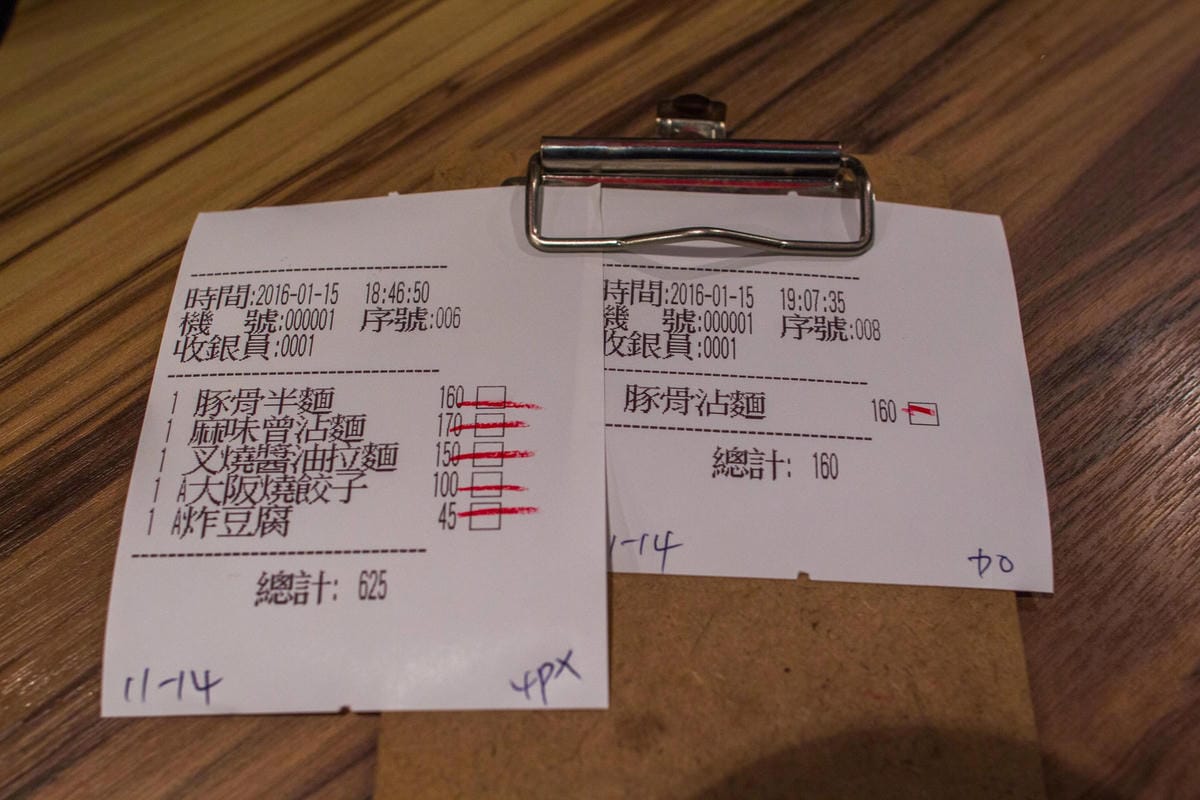 時間:2016-01-15 18:46:50
機 號:000001 序號:006
收銀員:0001
1 豚骨半麵 160
1 麻味曾沾麵 170
1 叉燒醬油拉麵 150
1 A大阪燒餃子 100
1 A炸豆腐 45
總計: 625
11-14 4px
時間:2016-01-15 19:07:35
機 號:000001 序號:008
收銀員:0001
豚骨沾麵 160
總計: 160
1-14